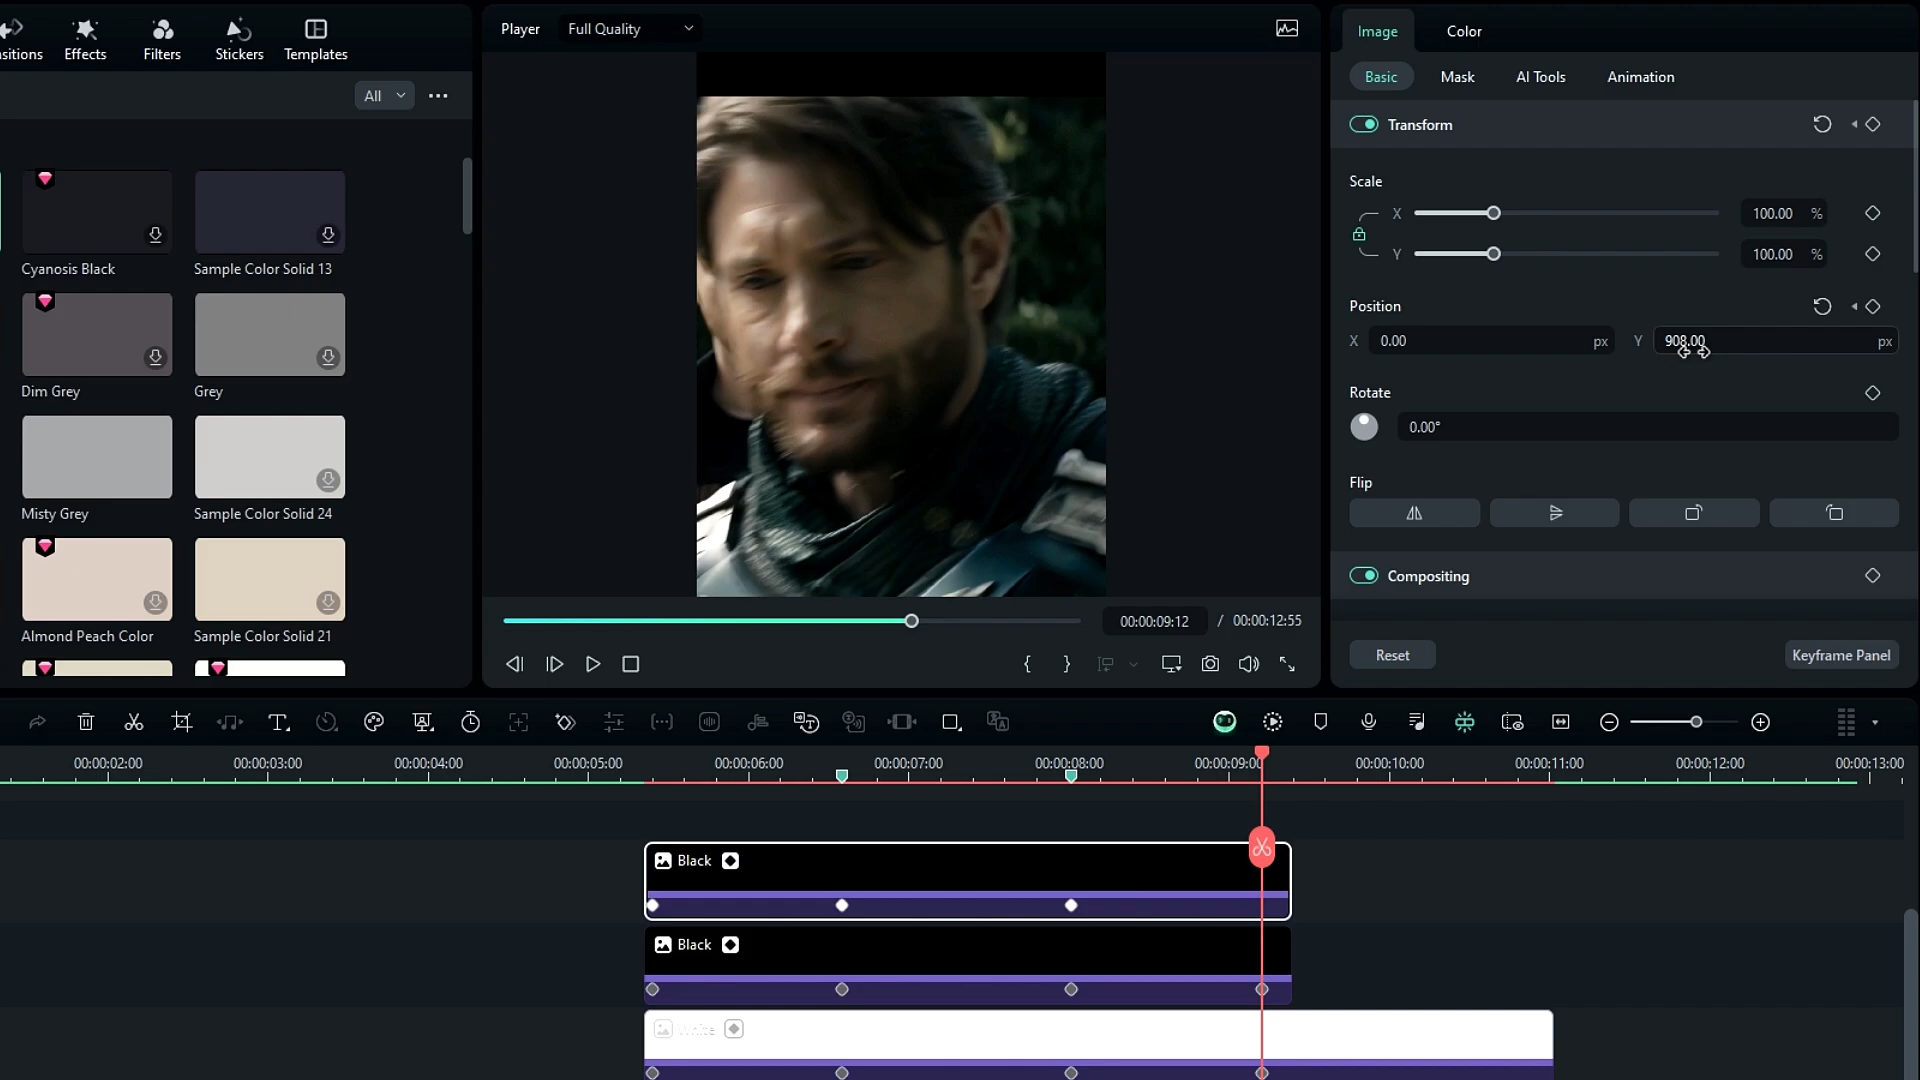 sitions
Effects
Filters
Stickers
Templates
All
Cyanosis Black
Sample Color Solid 13
Dim Grey
Grey
Misty Grey
Sample Color Solid 24
Almond Peach Color
Sample Color Solid 21
Player
Full Quality
00:00:09:12 / 00:00:12:55
Image
Color
Basic
Mask
AI Tools
Animation
Transform
Scale
X 100.00 %
Y 100.00 %
Position
X 0.00 px Y 908.00 px
Rotate
0.00°
Flip
Compositing
Reset
Keyframe Panel
00:00:02:00 00:00:03:00 00:00:04:00 00:00:05:00 00:00:06:00 00:00:07:00 00:00:08:00 00:00:09:00 00:00:10:00 00:00:11:00 00:00:12:00 00:00:13:00
Black
Black
White